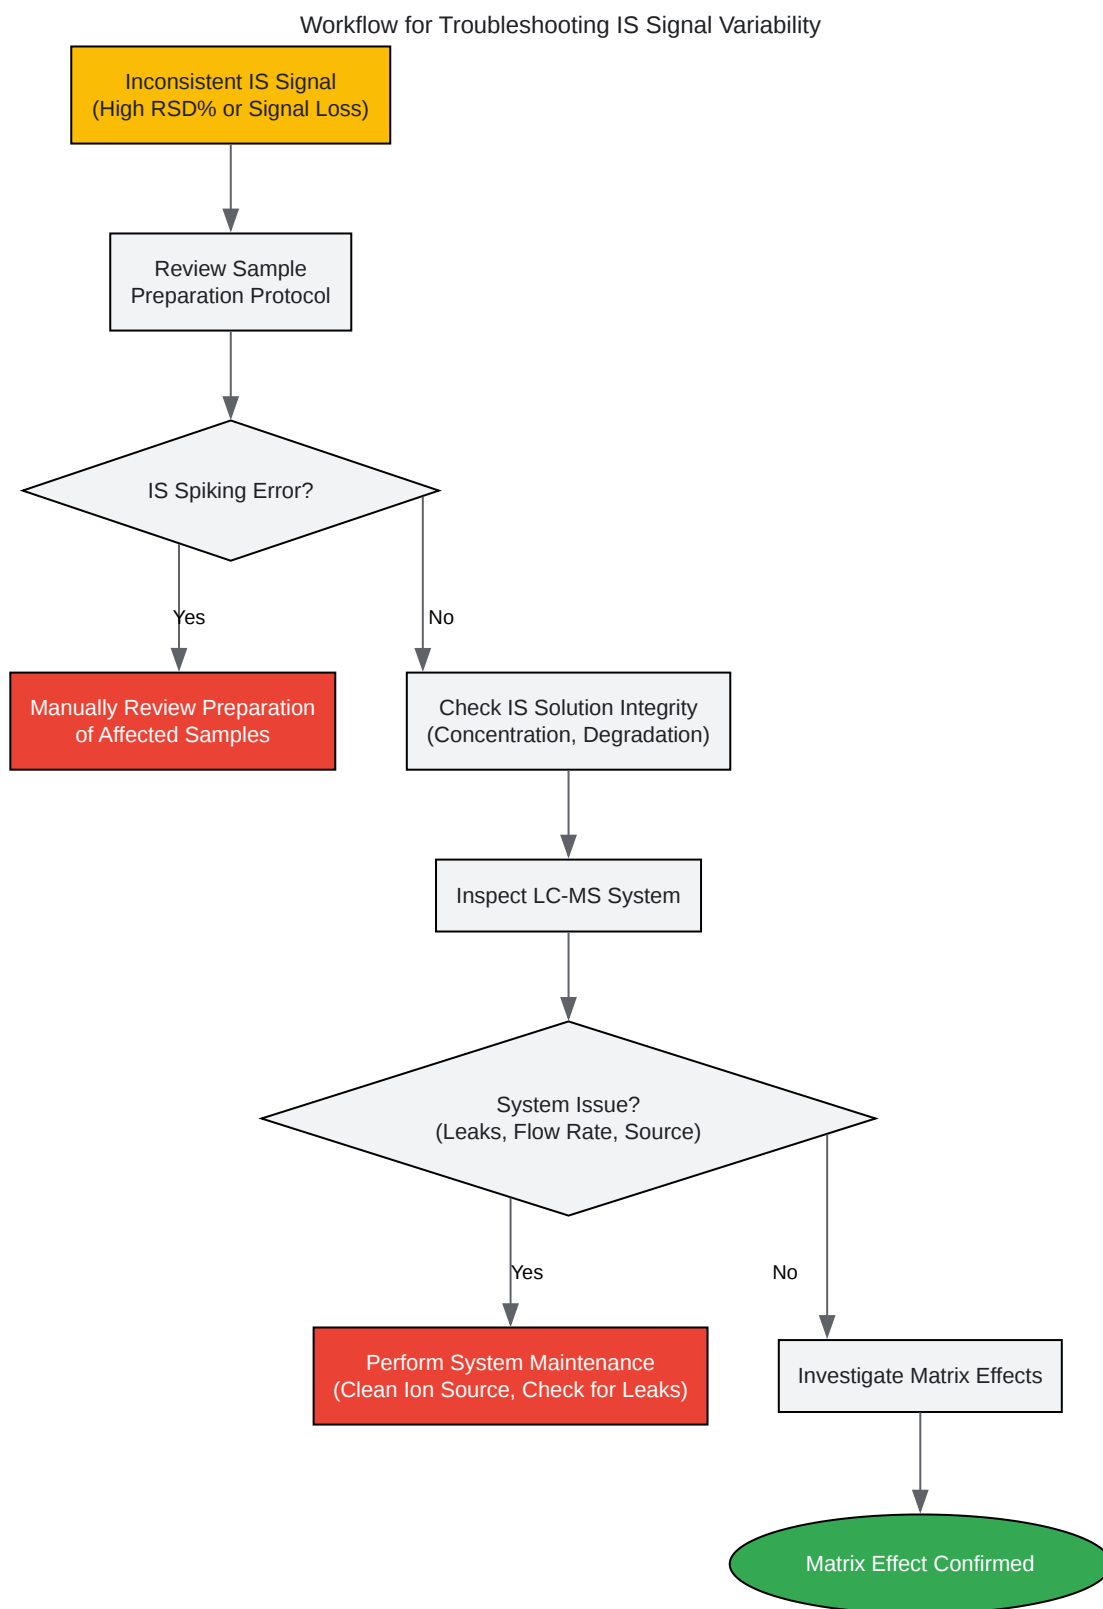 Workflow for Troubleshooting IS Signal Variability
Inconsistent IS Signal
(High RSD% or Signal Loss)
Review Sample
Preparation Protocol
IS Spiking Error?
Yes
No
Manually Review Preparation
of Affected Samples
Check IS Solution Integrity
(Concentration, Degradation)
Inspect LC-MS System
System Issue?
(Leaks, Flow Rate, Source)
Yes
No
Perform System Maintenance
(Clean Ion Source, Check for Leaks)
Investigate Matrix Effects
Matrix Effect Confirmed